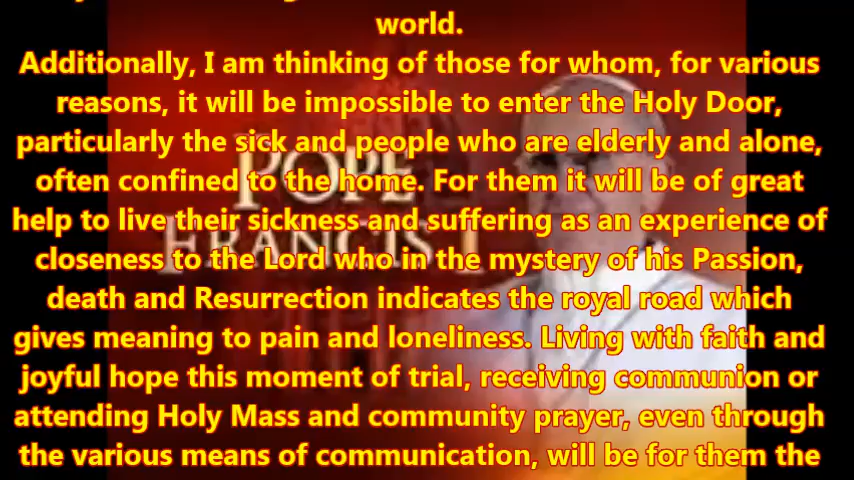 world.
Additionally, I am thinking of those for whom, for various
reasons, it will be impossible to enter the Holy Door,
particularly the sick and people who are elderly and alone,
often confined to the home. For them it will be of great
help to live their sickness and suffering as an experience of
closeness to the Lord who in the mystery of his Passion,
death and Resurrection indicates the royal road which
gives meaning to pain and loneliness. Living with faith and
joyful hope this moment of trial, receiving communion or
attending Holy Mass and community prayer, even through
the various means of communication, will be for them the
POPE
FRANCIS I